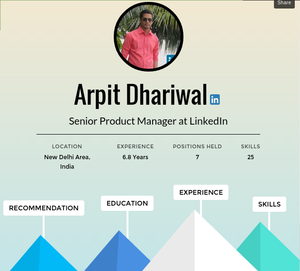 Share
Arpit Dhariwal in
Senior Product Manager at LinkedIn
LOCATION EXPERIENCE POSITIONS HELD SKILLS
New Delhi Area, 6.8 Years 7 25
India
EXPERIENCE
EDUCATION
RECOMMENDATION
SKILLS